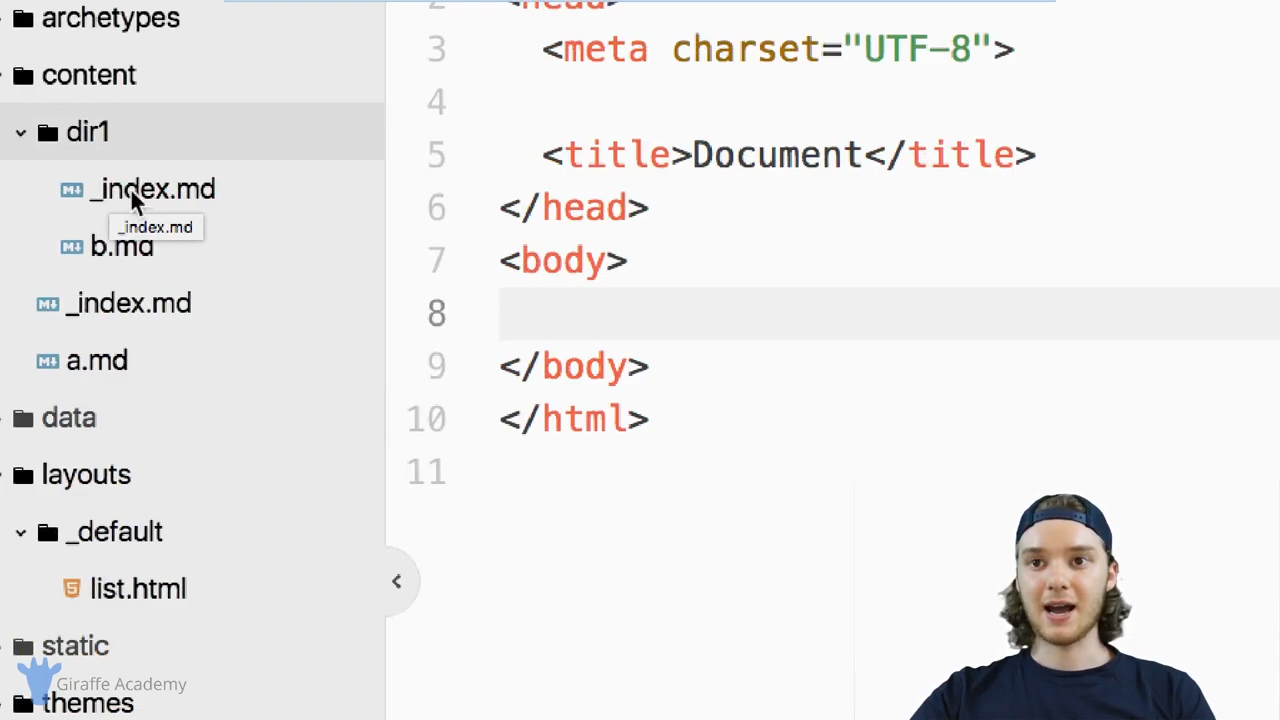 archetypes
content
dir1
_index.md
_index.md
b.md
_index.md
a.md
data
layouts
_default
list.html
static
Giraffe Academy
themes
2 <head>
3 <meta charset="UTF-8">
4
5 <title>Document</title>
6 </head>
7 <body>
8
9 </body>
10 </html>
11